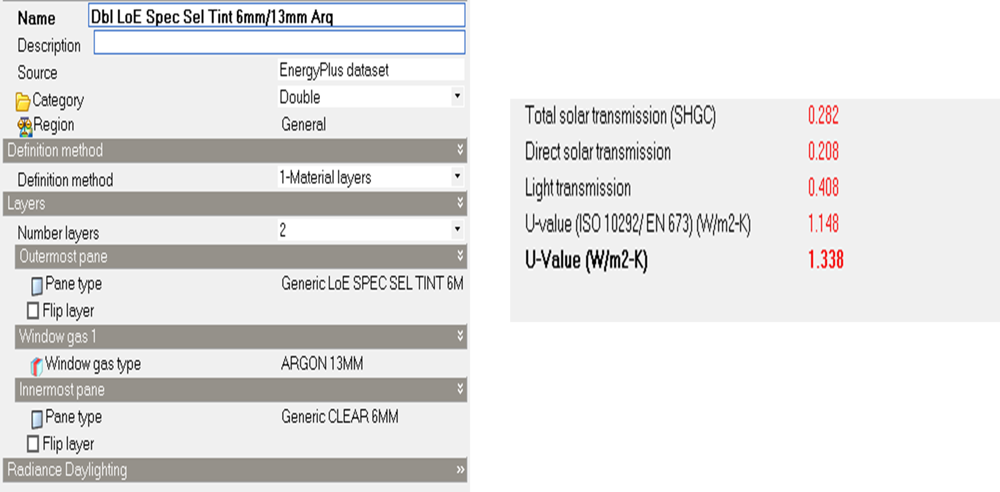 Name Dbl LoE Spec Sel Tint 6mm/13mm Arq
Description
Source EnergyPlus dataset
Category Double
Region General
Definition method
Definition method 1-Material layers
Layers
Number layers 2
Outermost pane
Pane type Generic LoE SPEC SEL TINT 6M
Flip layer
Window gas 1
Window gas type ARGON 13MM
Innermost pane
Pane type Generic CLEAR 6MM
Flip layer
Radiance Daylighting
Total solar transmission (SHGC) 0.282
Direct solar transmission 0.208
Light transmission 0.408
U-value (ISO 10292/ EN 673) (W/m2-K) 1.148
U-Value (W/m2-K) 1.338